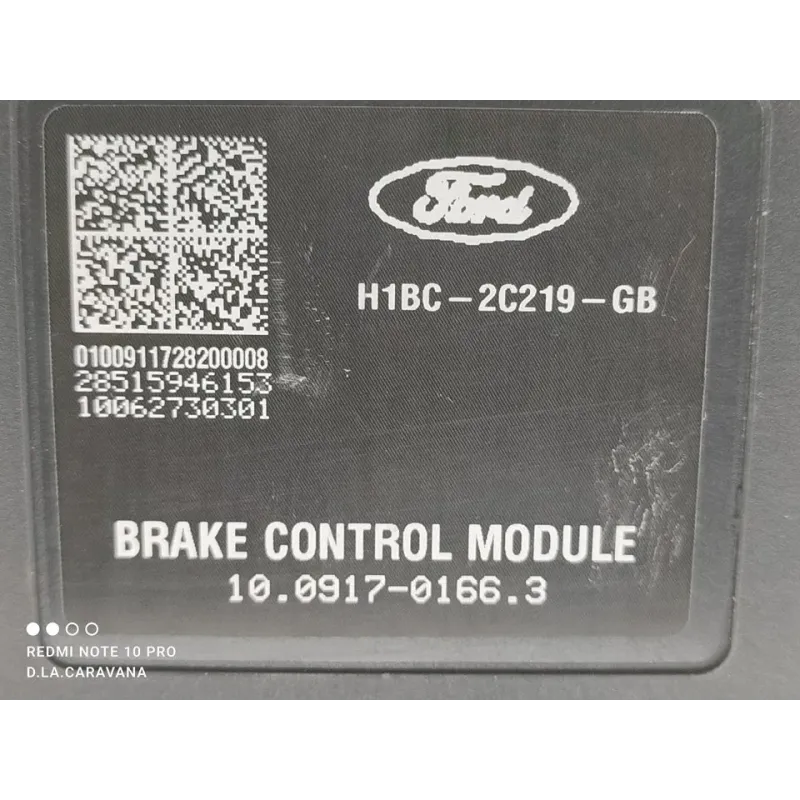 Ford
H1BC-2C219-GB
0100911728200008
28515946153
10062730301
BRAKE CONTROL MODULE
10.0917-0166.3
REDMI NOTE 10 PRO
D.LA.CARAVANA